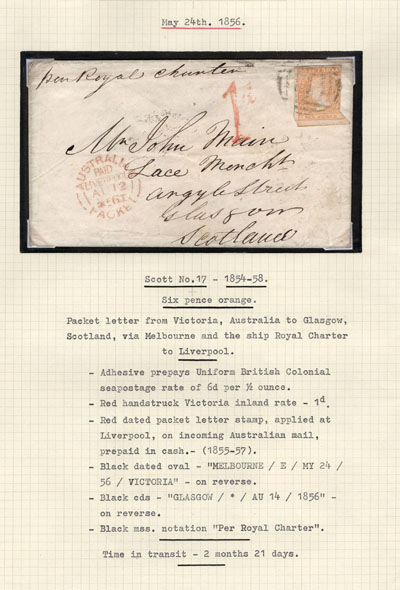 May 24th. 1856.
per Royal Charter
Mr John Main
Lace Mercht
Argyle Street
Glasgow
Scotland
AUSTRALIA
PAID
LIVERPOOL
12
PACKET
1
Scott No.17 - 1854-58.
Six pence orange.
Packet letter from Victoria, Australia to Glasgow,
Scotland, via Melbourne and the ship Royal Charter
to Liverpool.
- Adhesive prepays Uniform British Colonial
seapostage rate of 6d per ½ ounce.
- Red handstruck Victoria inland rate - 1d.
- Red dated packet letter stamp, applied at
Liverpool, on incoming Australian mail,
prepaid in cash.- (1855-57).
- Black dated oval - "MELBOURNE / E / MY 24 /
56 / VICTORIA" - on reverse.
- Black cds - "GLASGOW / * / AU 14 / 1856" -
on reverse.
- Black mss. notation "Per Royal Charter".
Time in transit - 2 months 21 days.